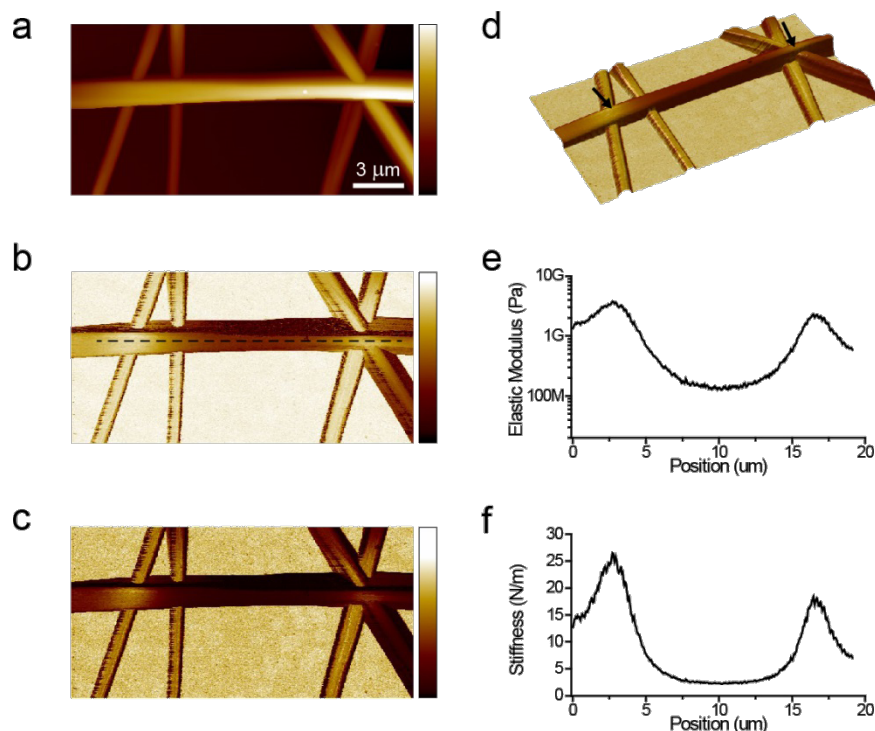 a
3 μm
b
c
d
e
10G
1G
100M
Elastic Modulus (Pa)
0
5
10
15
20
Position (um)
f
30
25
20
15
10
5
0
Stiffness (N/m)
0
5
10
15
20
Position (um)